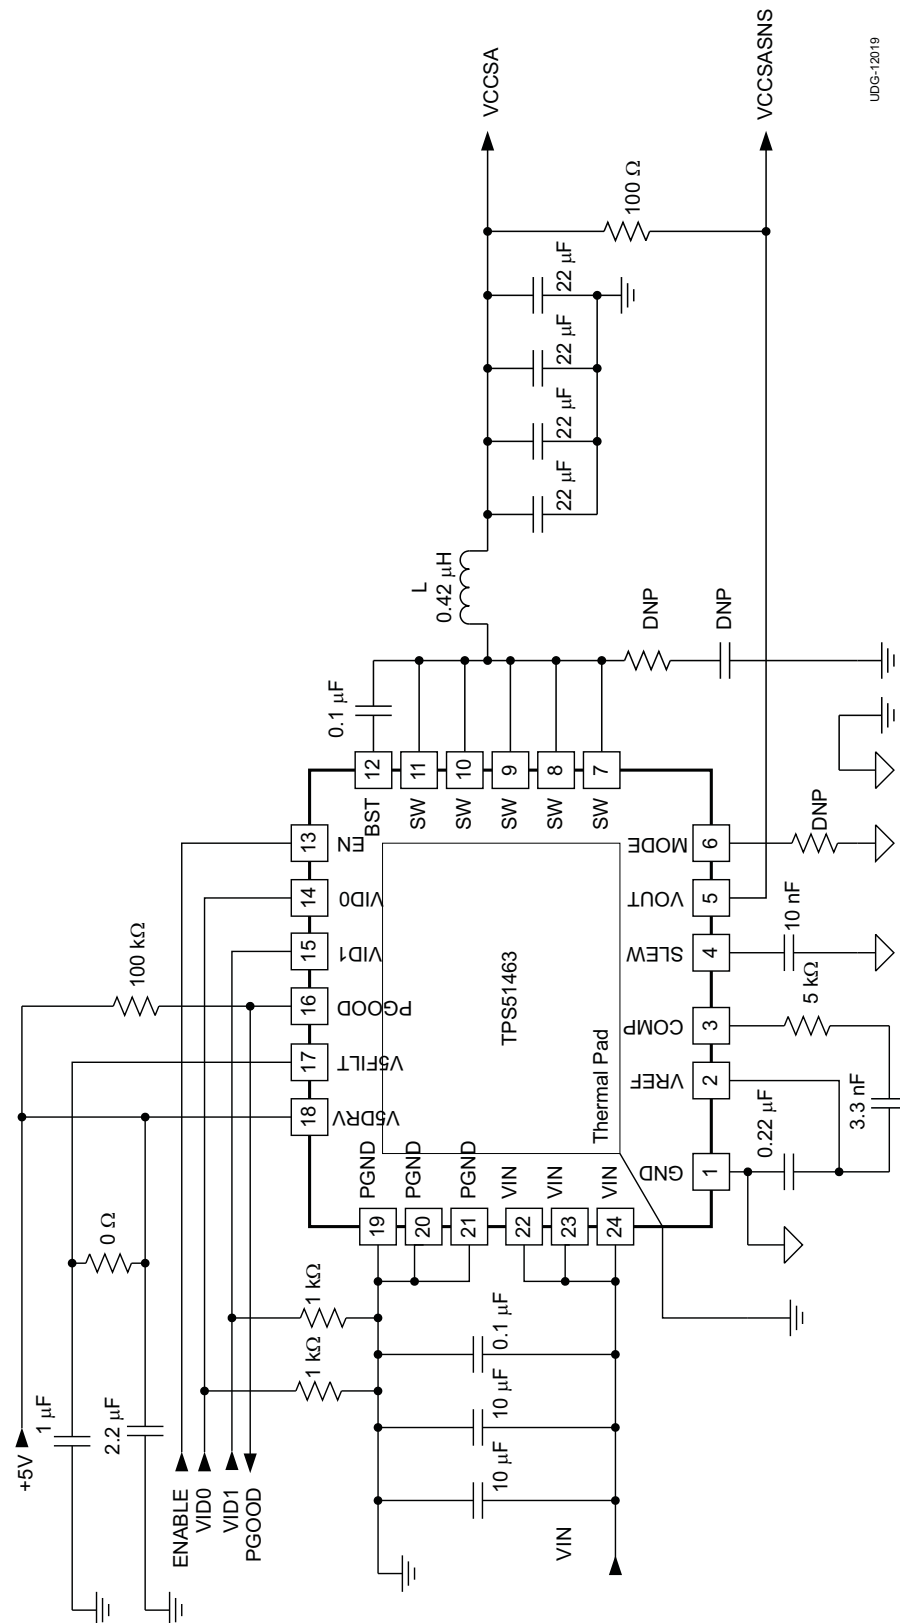 +5V
1 µF
2.2 µF
0 Ω
100 kΩ
ENABLE
VID0
VID1
PGOOD
1 kΩ
1 kΩ
18
17
16
15
14
13
V5DRV
V5FILT
PGOOD
VID1
VID0
EN
VIN
10 µF
10 µF
0.1 µF
19
20
21
22
23
24
PGND
PGND
PGND
VIN
VIN
VIN
TPS51463
Thermal Pad
BST
SW
SW
SW
SW
SW
12
11
10
9
8
7
0.1 µF
L
0.42 µH
22 µF
22 µF
22 µF
22 µF
VCCSA
100 Ω
VCCSASNS
DNP
DNP
GND
VREF
COMP
SLEW
VOUT
MODE
1
2
3
4
5
6
0.22 µF
3.3 nF
5 kΩ
10 nF
DNP
UDG-12019